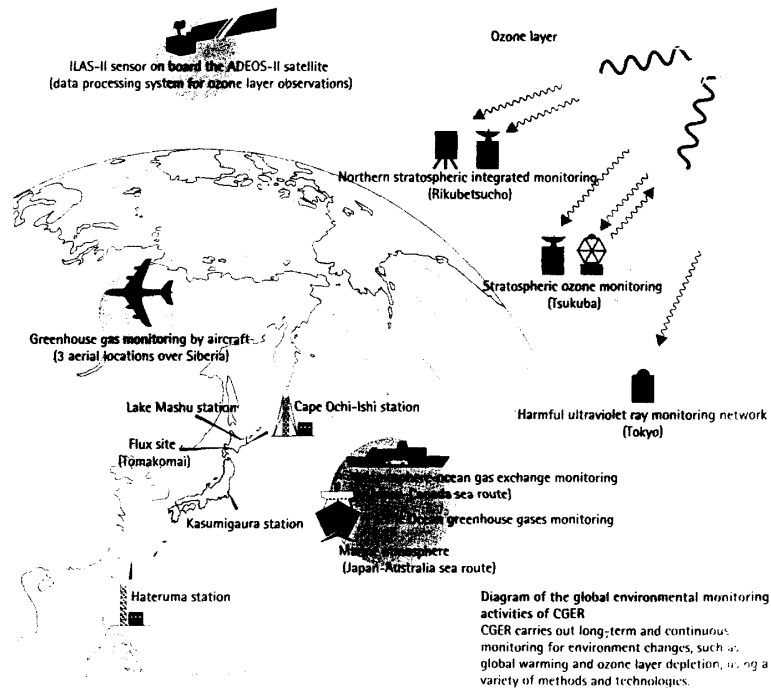 Ozone layer
ILAS-II sensor on board the ADEOS-II satellite
(data processing system for ozone layer observations)
Northern stratospheric integrated monitoring
(Rikubetsucho)
Stratospheric ozone monitoring
(Tsukuba)
Greenhouse gas monitoring by aircraft
(3 aerial locations over Siberia)
Harmful ultraviolet ray monitoring network
(Tokyo)
Lake Mashu station
Cape Ochi-Ishi station
Flux site
(Tomakomai)
Kasumigaura station
ocean gas exchange monitoring
sea route)
Ocean greenhouse gases monitoring
atmosphere
(Japan-Australia sea route)
Hateruma station
Diagram of the global environmental monitoring
activities of CGER
CGER carries out long-term and continuous
monitoring for environment changes, such as
global warming and ozone layer depletion, using a
variety of methods and technologies.